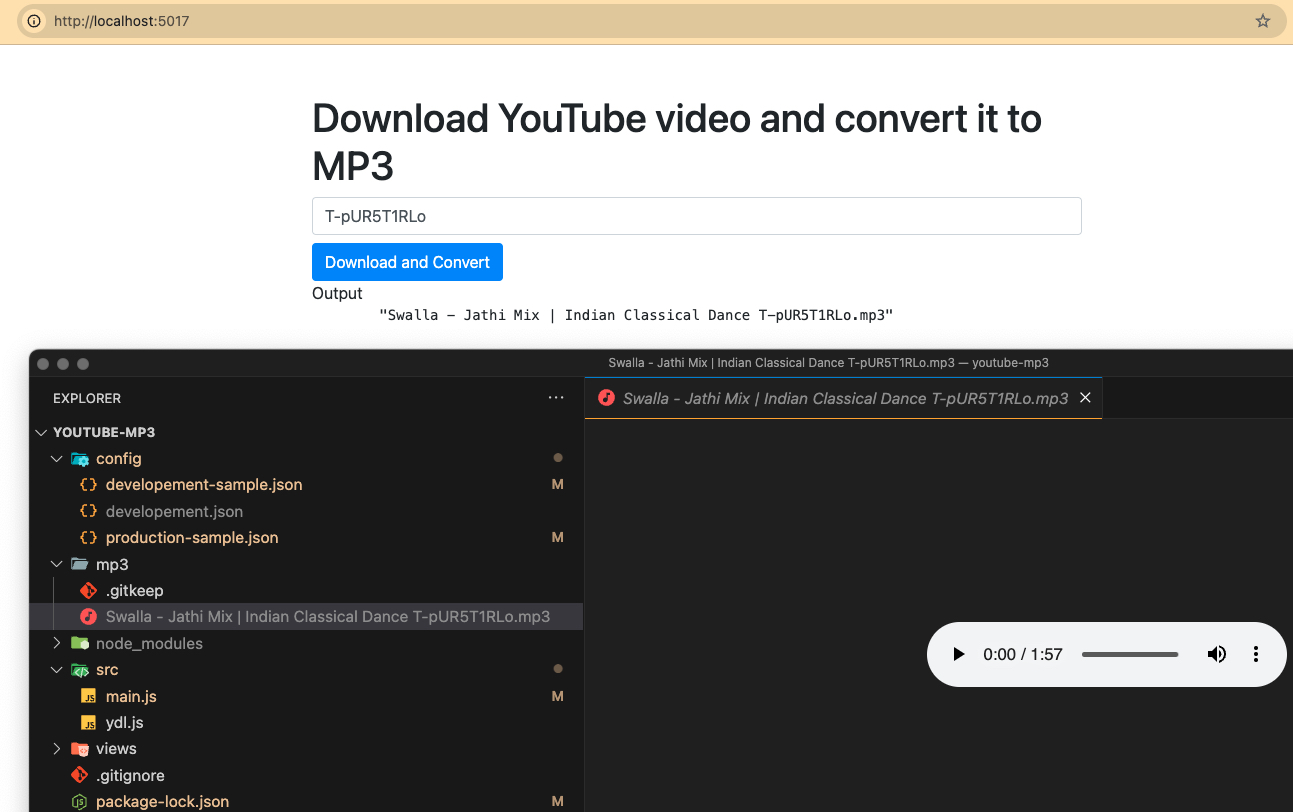 http://localhost:5017
Download YouTube video and convert it to
MP3
T-pUR5T1RLo
Download and Convert
Output
"Swalla - Jathi Mix | Indian Classical Dance T-pUR5T1RLo.mp3"
Swalla - Jathi Mix | Indian Classical Dance T-pUR5T1RLo.mp3 — youtube-mp3
EXPLORER
Swalla - Jathi Mix | Indian Classical Dance T-pUR5T1RLo.mp3
YOUTUBE-MP3
config
developement-sample.json M
developement.json
production-sample.json M
mp3
.gitkeep
Swalla - Jathi Mix | Indian Classical Dance T-pUR5T1RLo.mp3
node_modules
0:00 / 1:57
src
main.js M
ydl.js
views
.gitignore
package-lock.json M